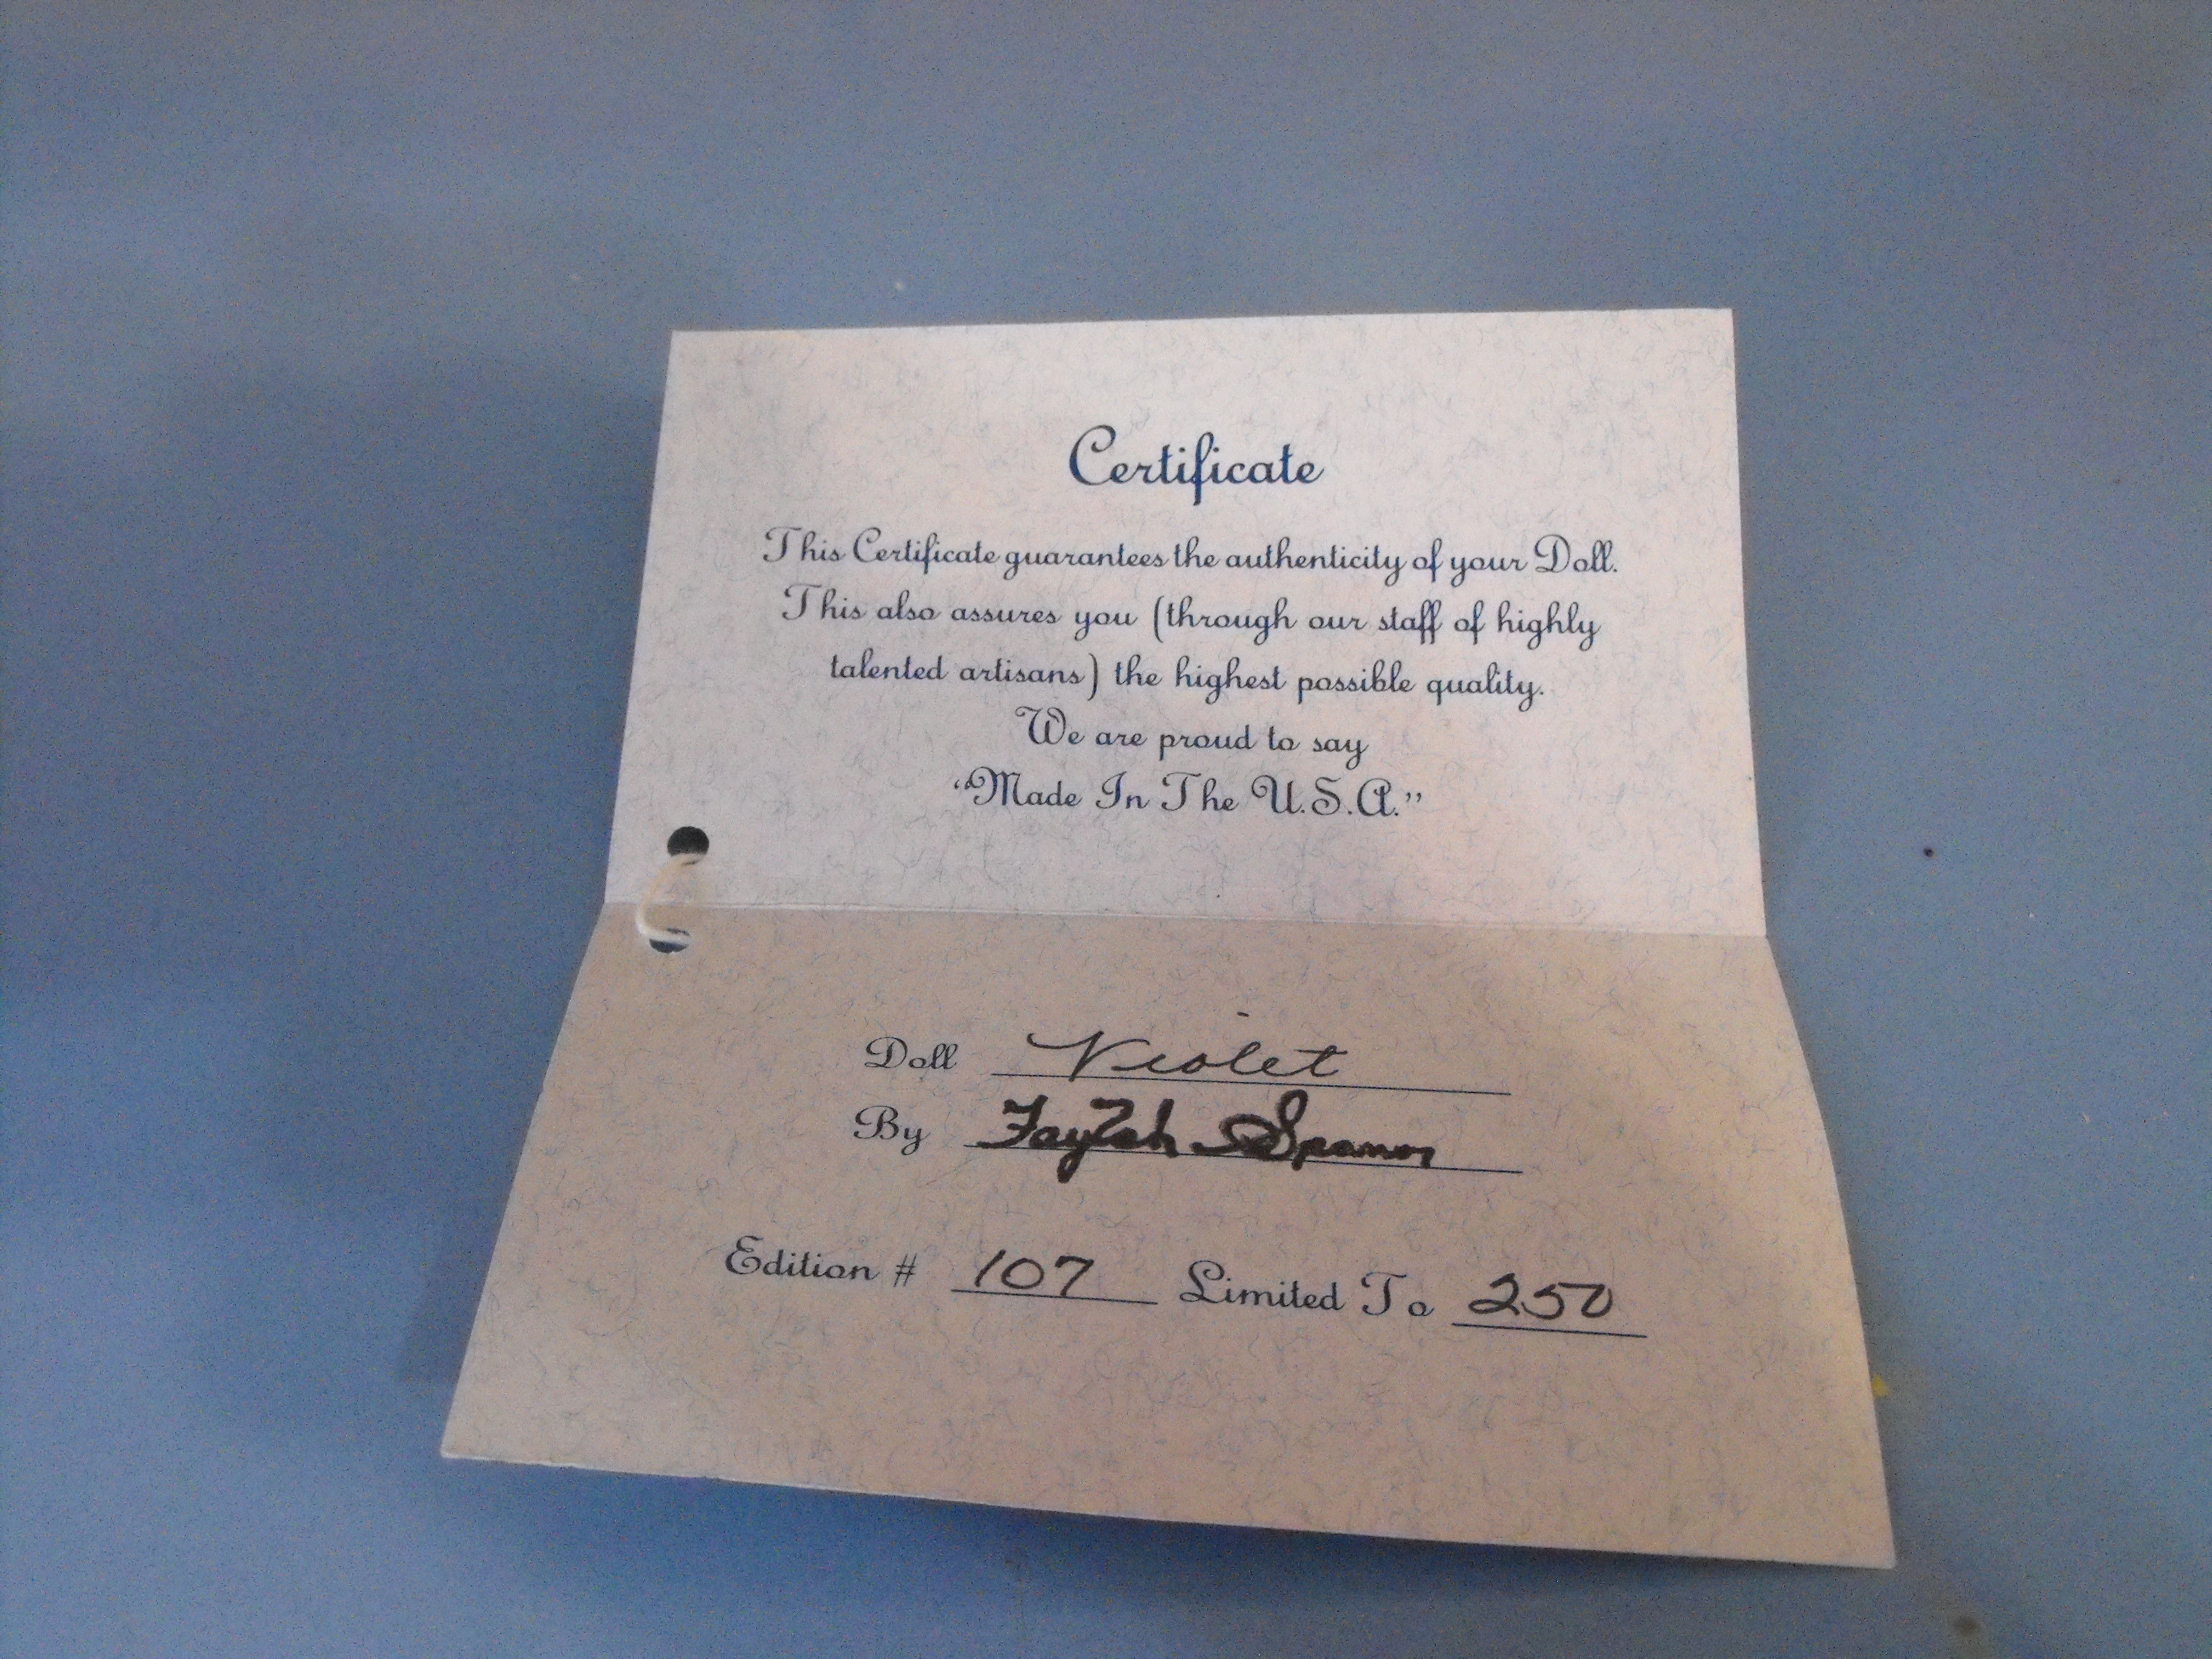 Certificate
This Certificate guarantees the authenticity of your Doll.
This also assures you (through our staff of highly
talented artisans) the highest possible quality.
We are proud to say
“Made In The U.S.A.”
Doll Violet
By Fayzah Spanos
Edition # 107 Limited To 250